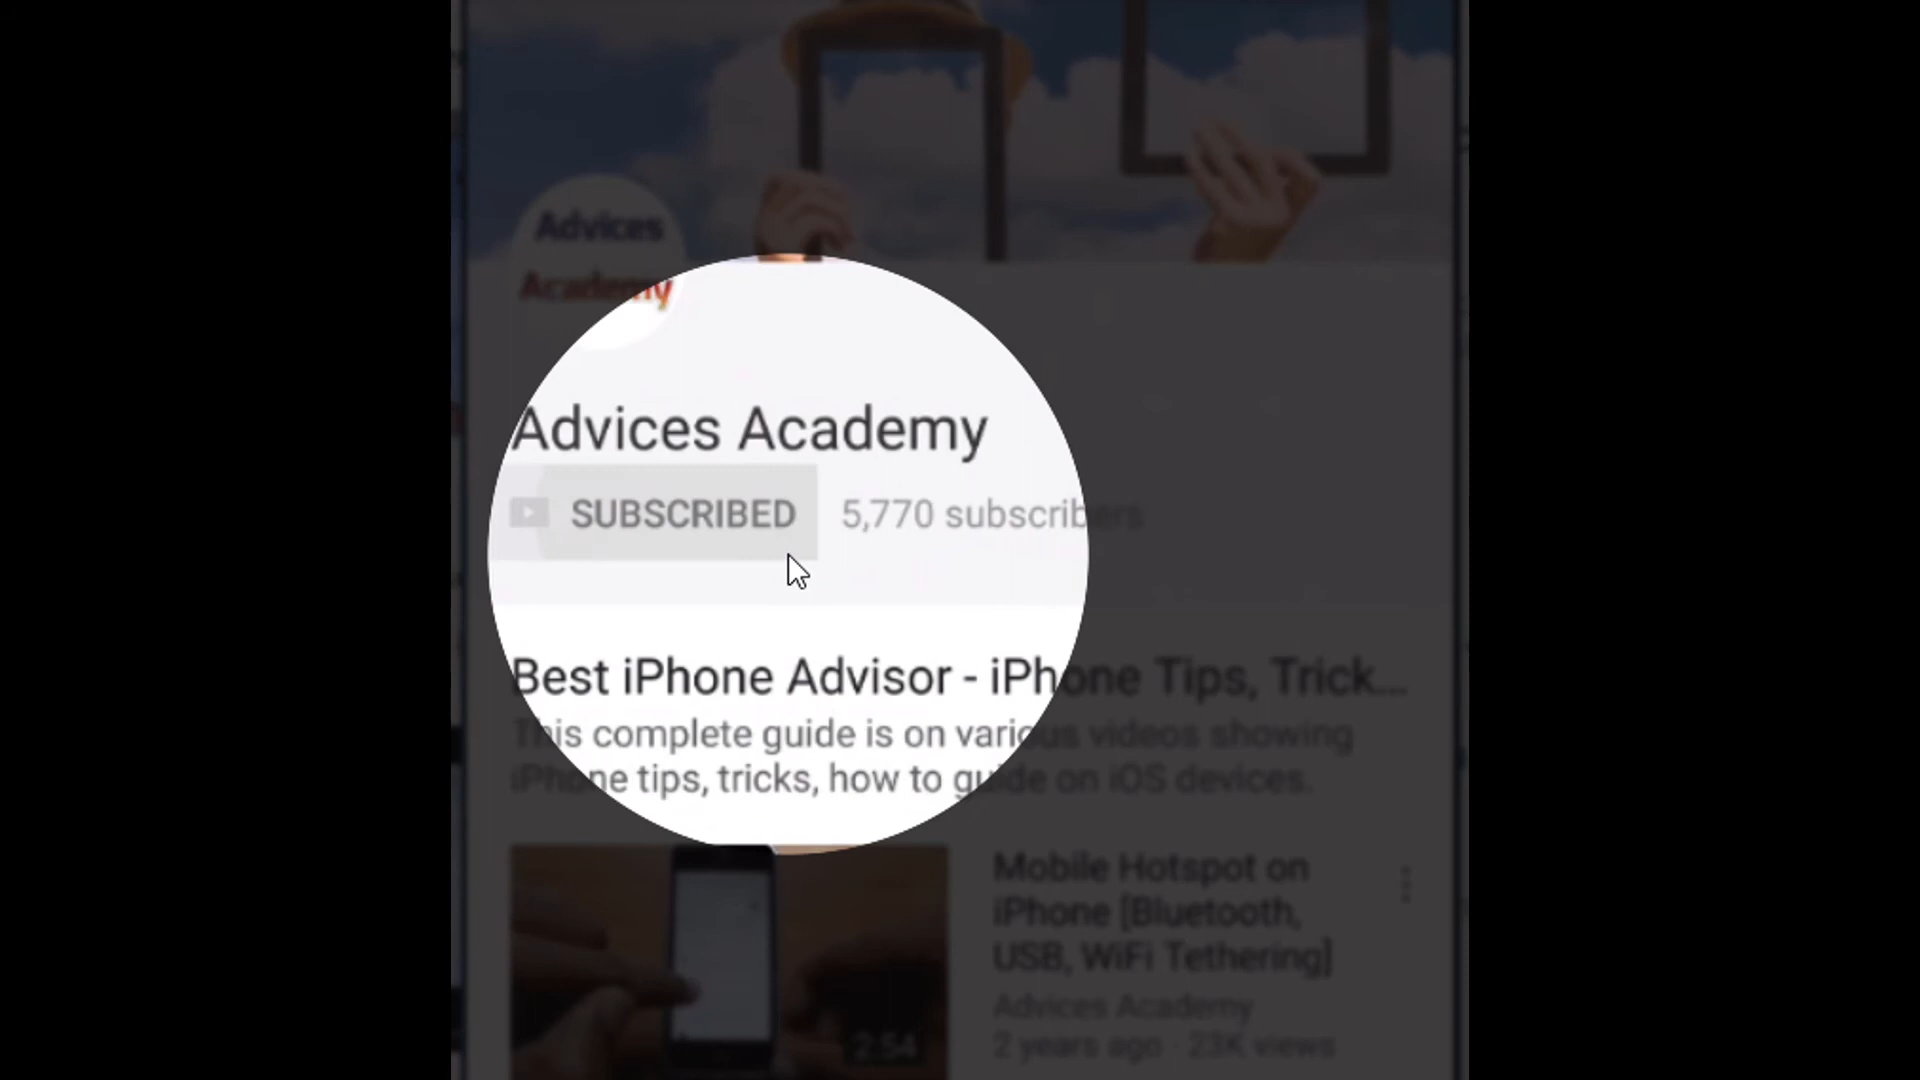 Advices
Academy
Advices Academy
SUBSCRIBED 5,770 subscribers
Best iPhone Advisor - iPhone Tips, Trick...
This complete guide is on various videos showing
iPhone tips, tricks, how to guide on iOS devices.
Mobile Hotspot on
iPhone [Bluetooth,
USB, WiFi Tethering]
Advices Academy
2 years ago · 23K views
2:54